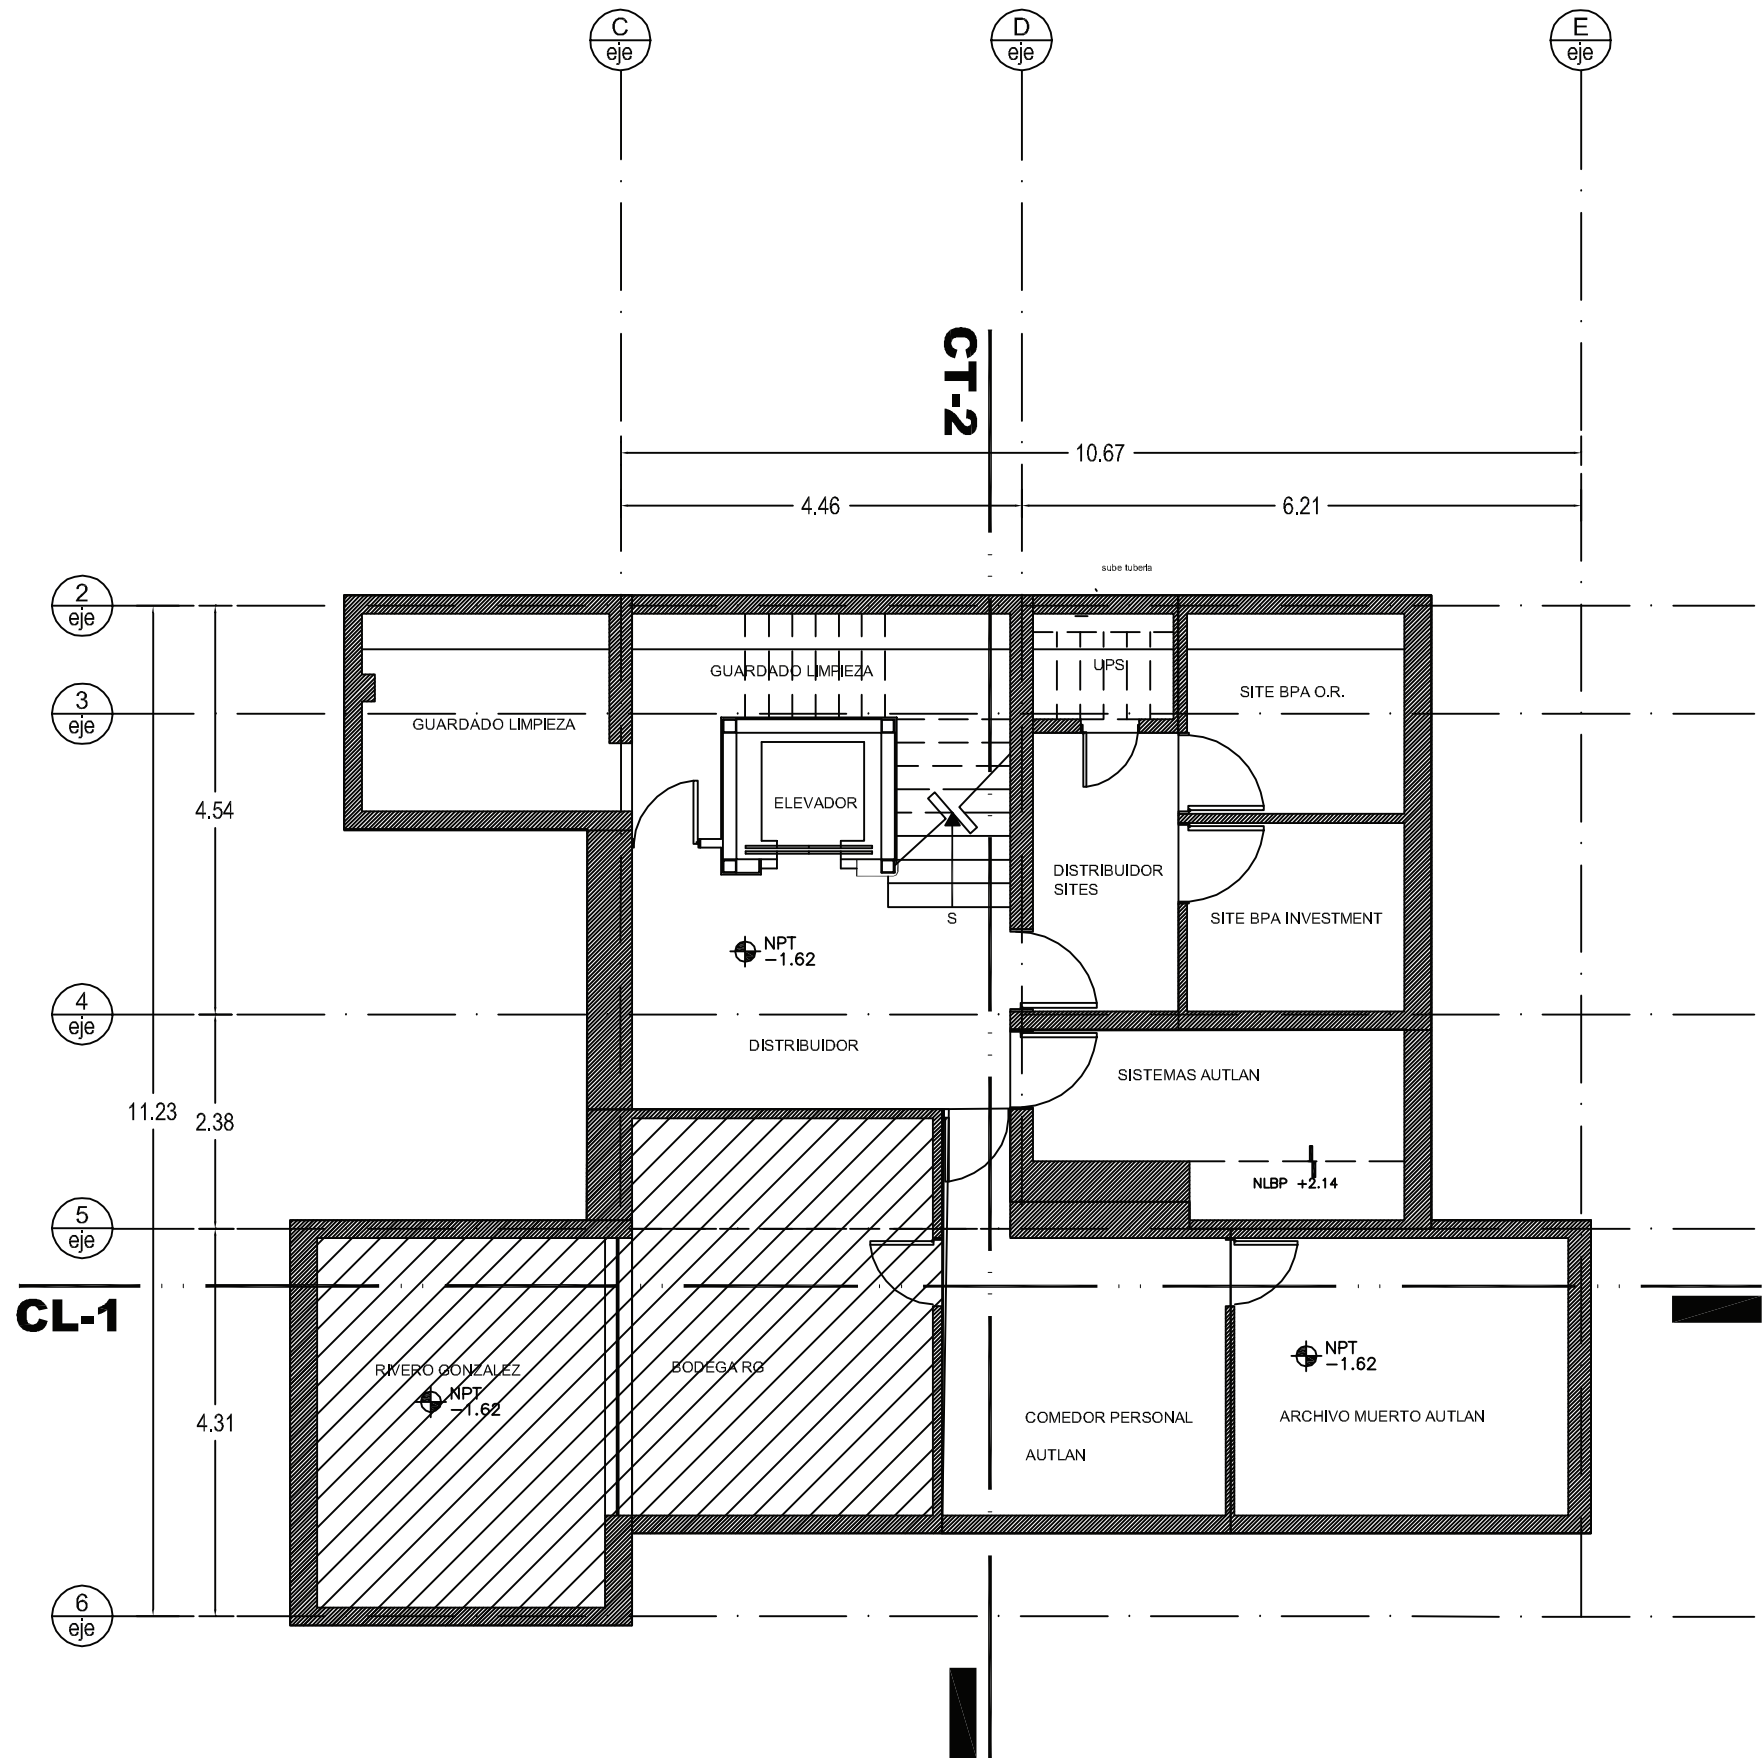 C
eje
D
eje
E
eje
CT-2
10.67
4.46
6.21
sube tuberia
2
eje
3
eje
GUARDADO LIMPIEZA
UPS
SITE BPA O.R.
GUARDADO LIMPIEZA
4.54
ELEVADOR
DISTRIBUIDOR
SITES
SITE BPA INVESTMENT
S
NPT
-1.62
4
eje
DISTRIBUIDOR
SISTEMAS AUTLAN
11.23
2.38
NLBP +2.14
5
eje
CL-1
NPT
-1.62
RIVERO GONZALEZ
BODEGA RG
NPT
-1.62
4.31
COMEDOR PERSONAL
AUTLAN
ARCHIVO MUERTO AUTLAN
6
eje